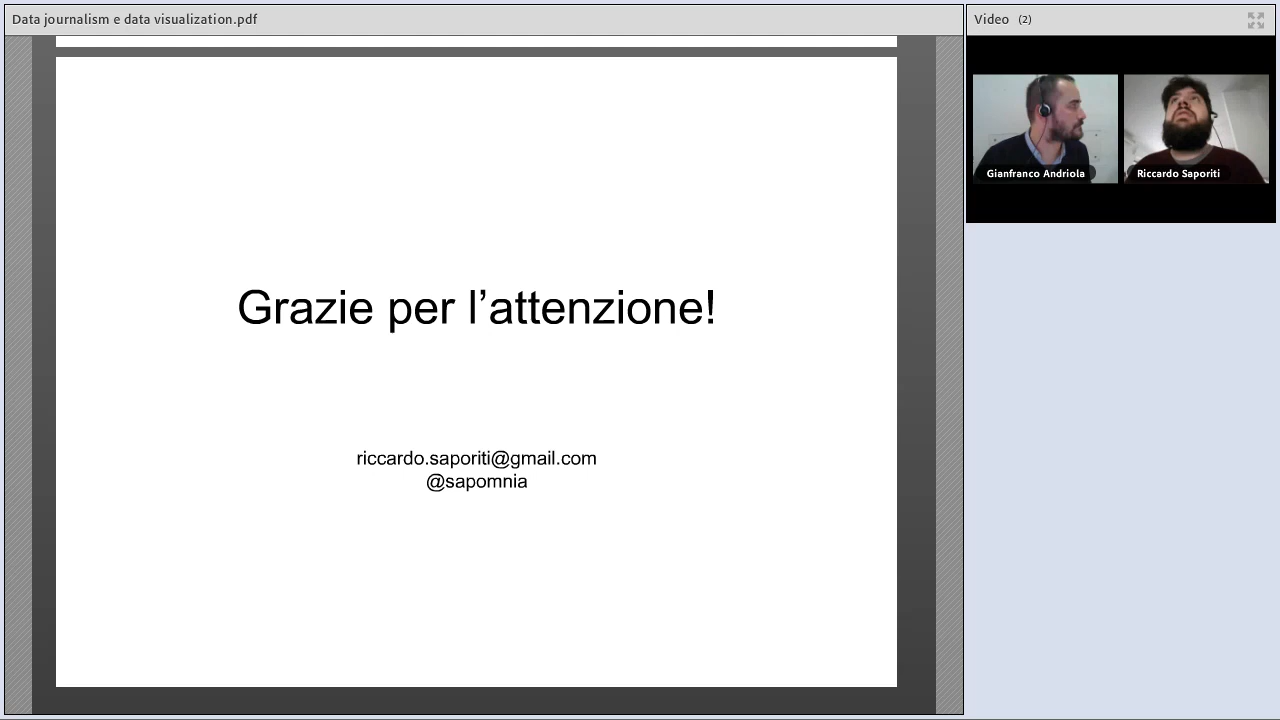 Data journalism e data visualization.pdf
Video (2)
Gianfranco Andriola
Riccardo Saporiti
Grazie per l’attenzione!
riccardo.saporiti@gmail.com
@sapomnia